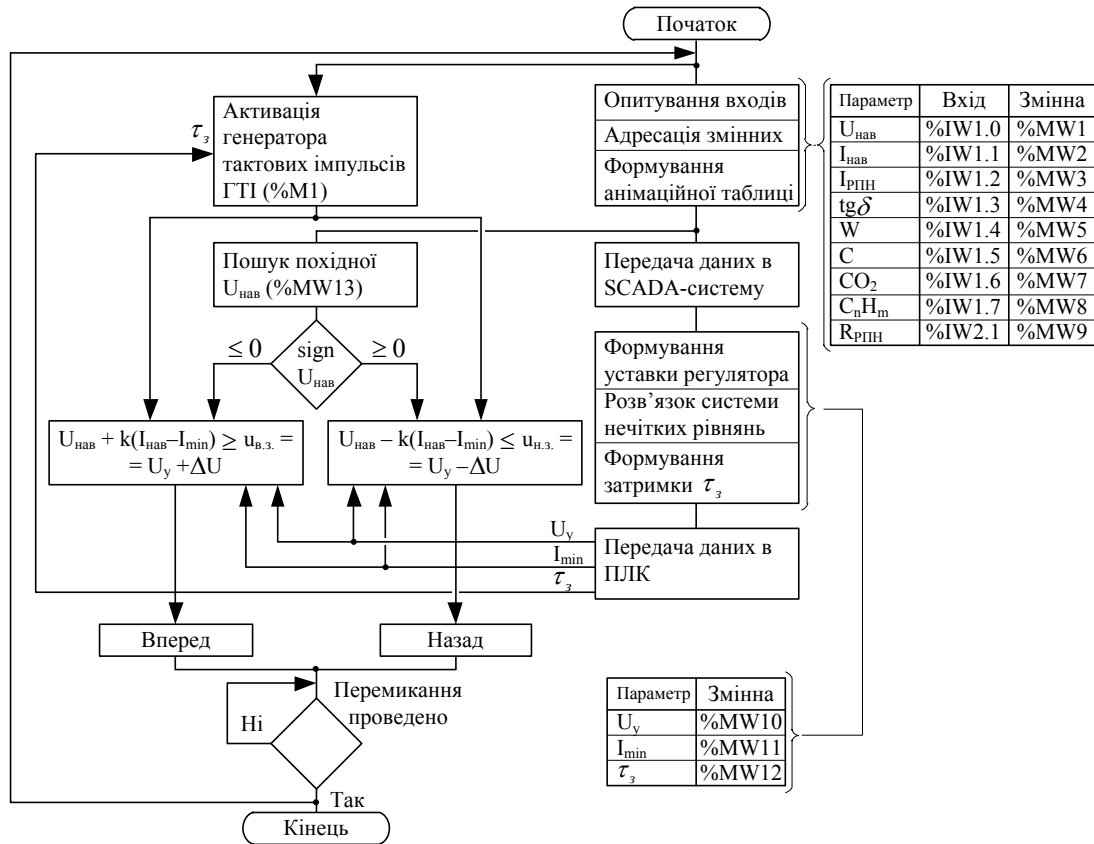 Початок
Активація
генератора
тактових імпульсів
ГТІ (%M1)
τз
Опитування входів
Адресація змінних
Формування
анімаційної таблиці
Параметр Вхід Змінна
Uнав %IW1.0 %MW1
Iнав %IW1.1 %MW2
IРПН %IW1.2 %MW3
tgδ %IW1.3 %MW4
W %IW1.4 %MW5
C %IW1.5 %MW6
CO2 %IW1.6 %MW7
CnHm %IW1.7 %MW8
RРПН %IW2.1 %MW9
Пошук похідної
Uнав (%MW13)
Передача даних в
SCADA-систему
≤ 0
sign
Uнав
≥ 0
Формування
уставки регулятора
Розв’язок системи
нечітких рівнянь
Формування
затримки τз
Uнав + k(Iнав–Imin) ≥ uв.з. =
= Uу +ΔU
Uнав – k(Iнав–Imin) ≤ uн.з. =
= Uу –ΔU
Uу
Imin
τз
Передача даних в
ПЛК
Вперед
Назад
Перемикання
проведено
Ні
Так
Кінець
Параметр Змінна
Uу %MW10
Imin %MW11
τз %MW12